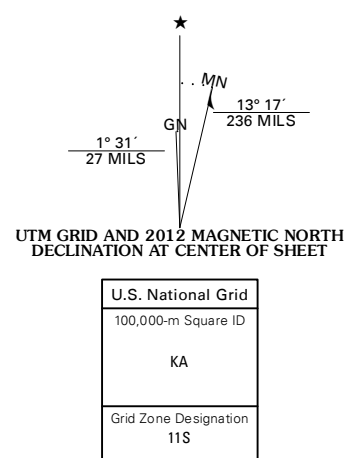 ★
MN
13° 17´
236 MILS
GN
1° 31´
27 MILS
UTM GRID AND 2012 MAGNETIC NORTH
DECLINATION AT CENTER OF SHEET
U.S. National Grid
100,000-m Square ID
KA
Grid Zone Designation
11S